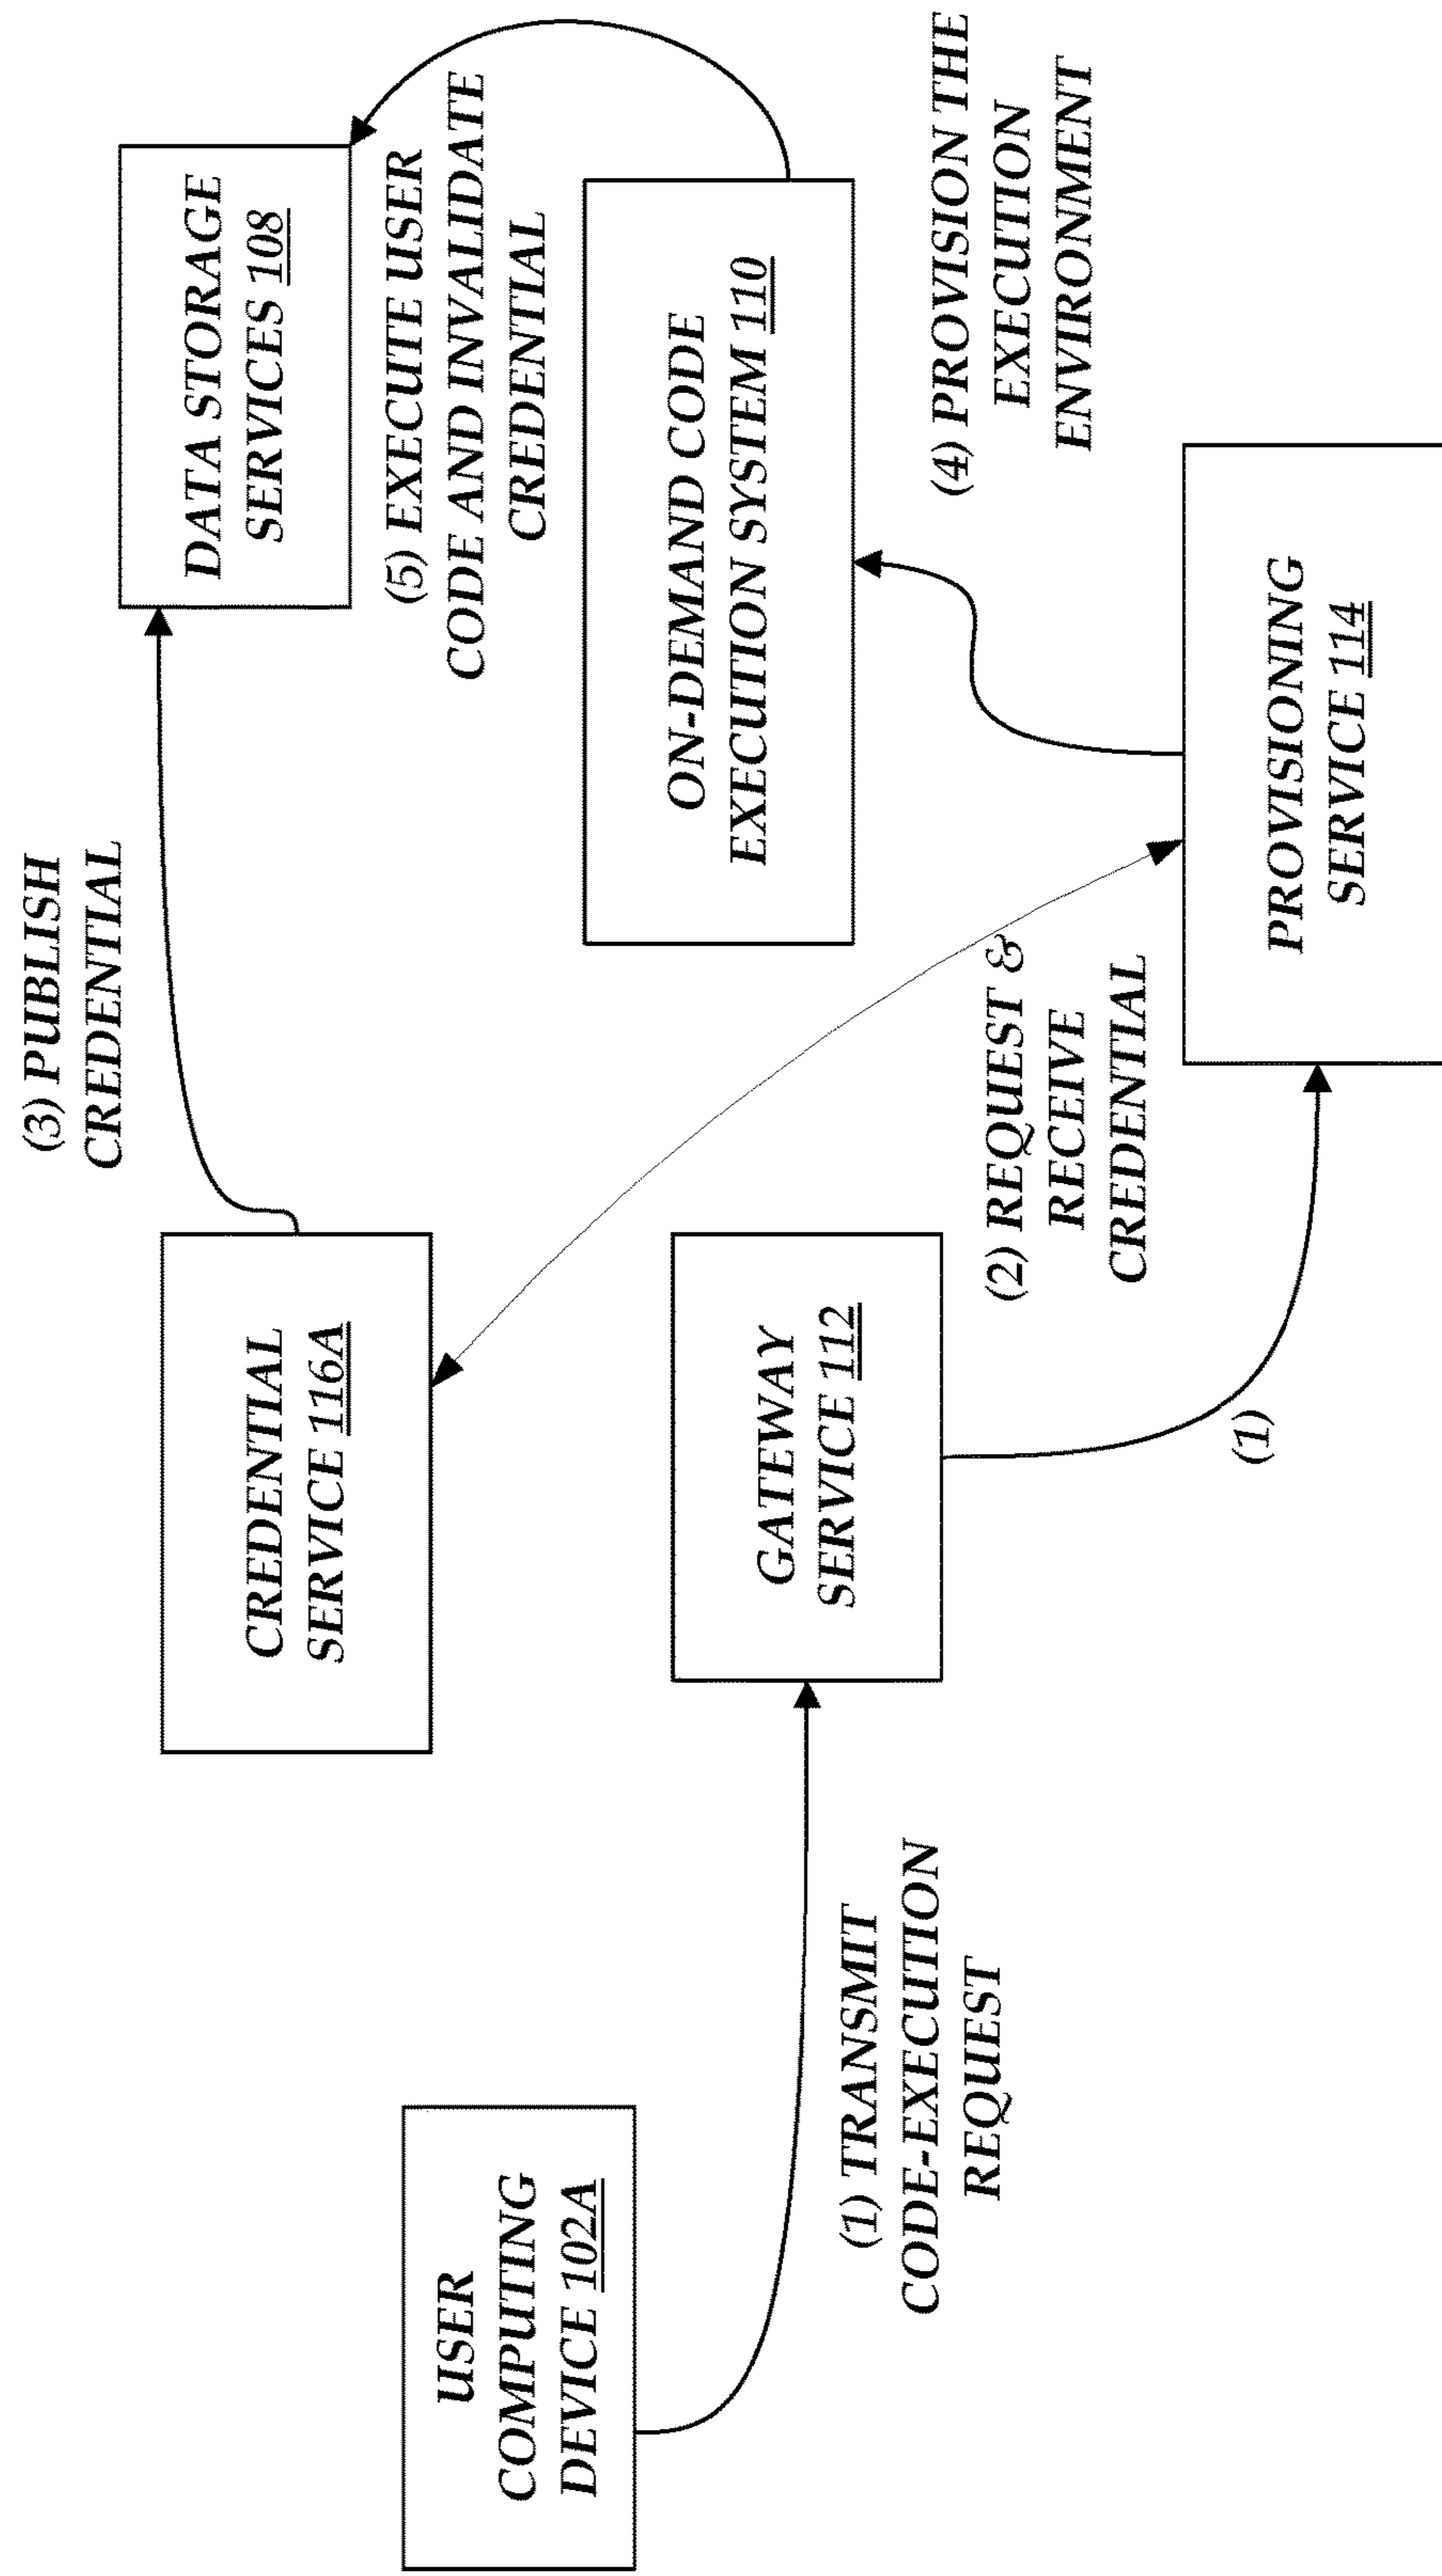 (3) PUBLISH
CREDENTIAL
DATA STORAGE
SERVICES 108
CREDENTIAL
SERVICE 116A
(5) EXECUTE USER
CODE AND INVALIDATE
CREDENTIAL
USER
COMPUTING
DEVICE 102A
ON-DEMAND CODE
EXECUTION SYSTEM 110
GATEWAY
SERVICE 112
(1) TRANSMIT
CODE-EXECUTION
REQUEST
(4) PROVISION THE
EXECUTION
ENVIRONMENT
(2) REQUEST &
RECEIVE
CREDENTIAL
(1)
PROVISIONING
SERVICE 114